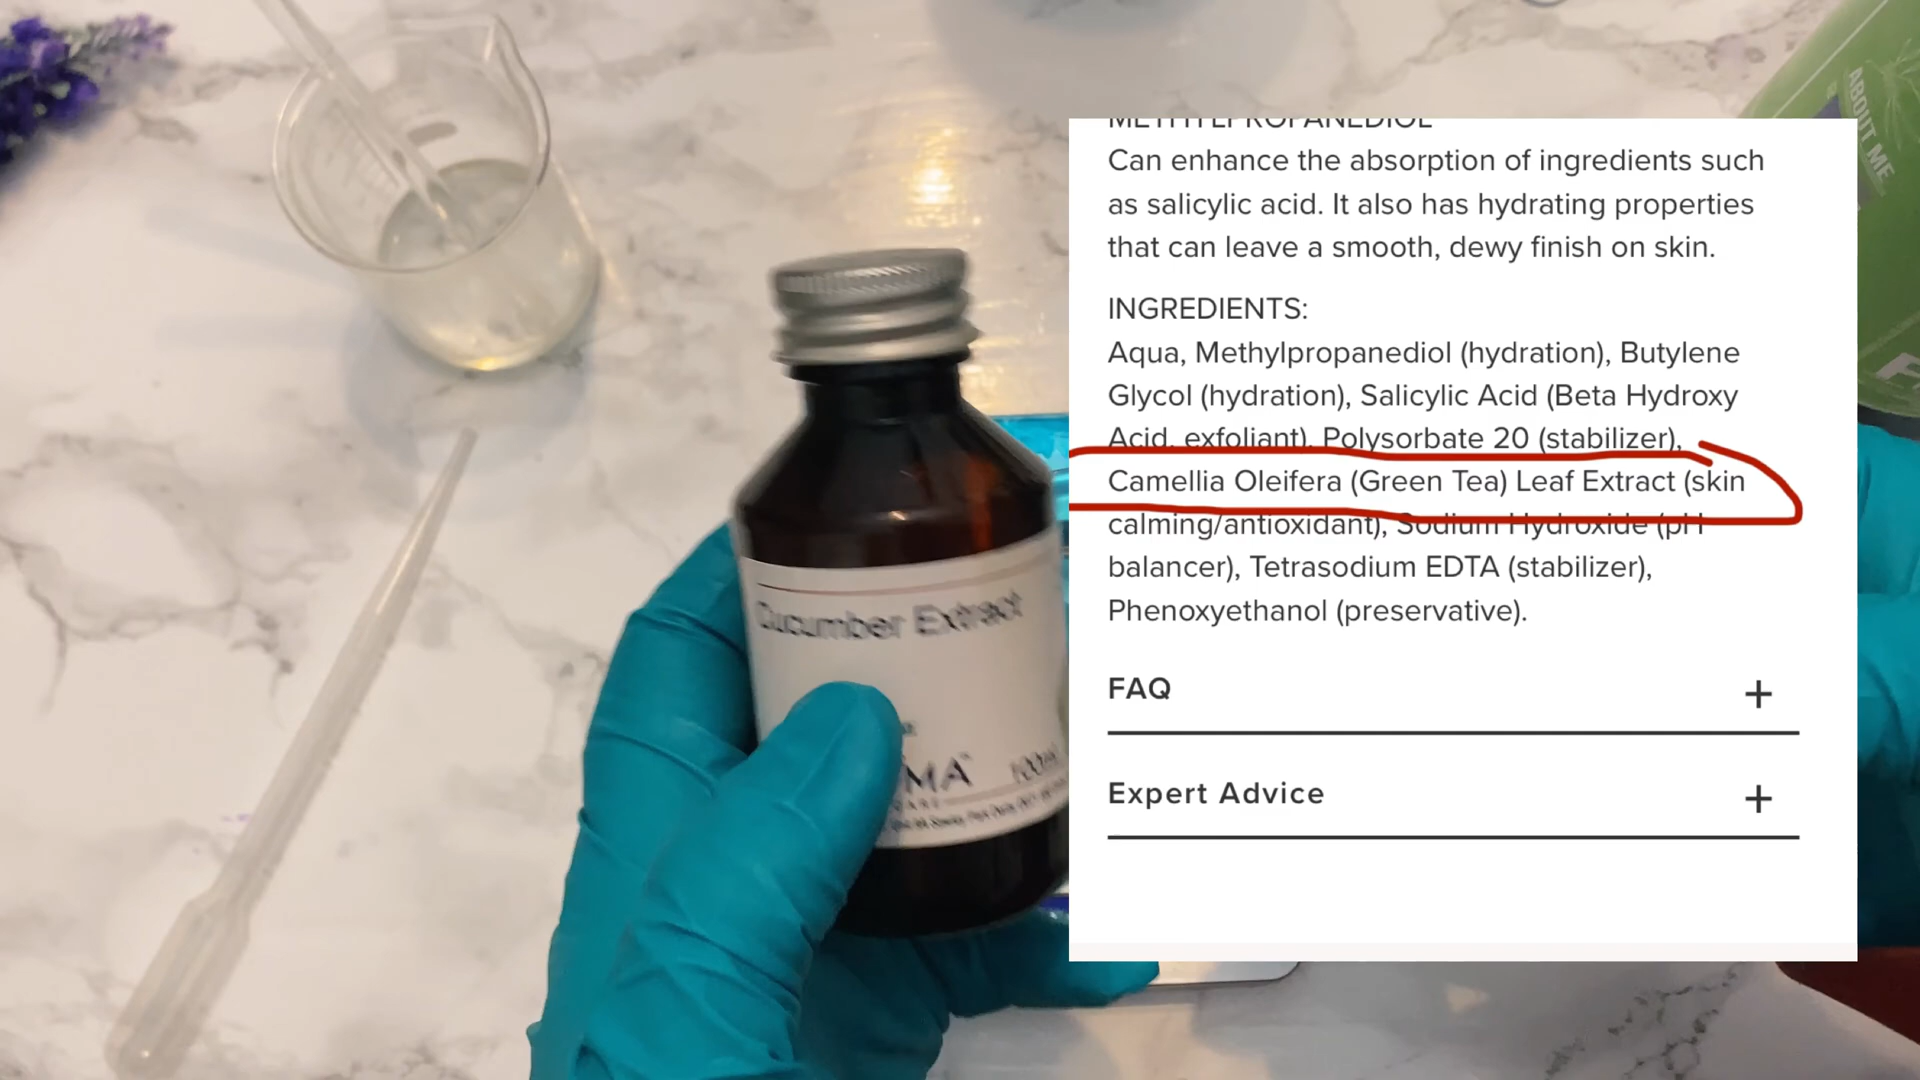 METHYLPROPANEDIOL
Can enhance the absorption of ingredients such
as salicylic acid. It also has hydrating properties
that can leave a smooth, dewy finish on skin.
INGREDIENTS:
Aqua, Methylpropanediol (hydration), Butylene
Glycol (hydration), Salicylic Acid (Beta Hydroxy
Acid, exfoliant), Polysorbate 20 (stabilizer),
Camellia Oleifera (Green Tea) Leaf Extract (skin
calming/antioxidant), Sodium Hydroxide (pH
balancer), Tetrasodium EDTA (stabilizer),
Phenoxyethanol (preservative).
FAQ +
Expert Advice +
Cucumber Extract
MA
100ml
ABOUT ME